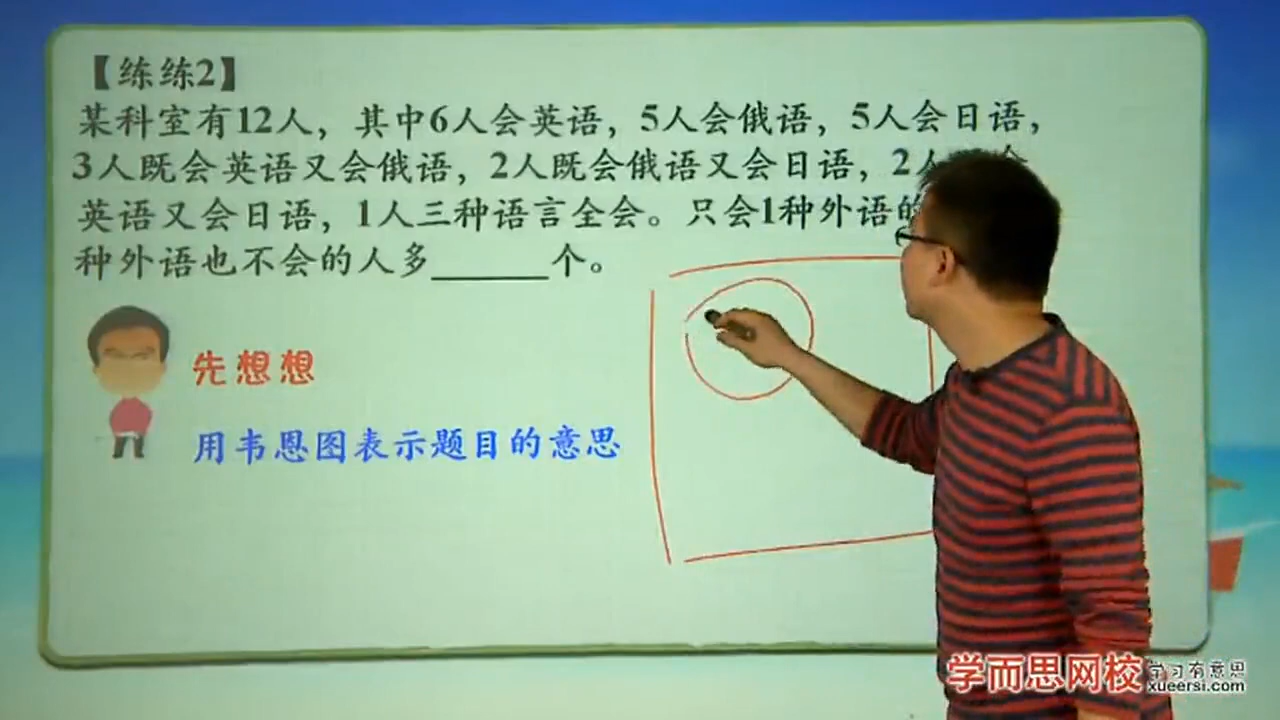 【练练2】
某科室有12人，其中6人会英语，5人会俄语，5人会日语，
3人既会英语又会俄语，2人既会俄语又会日语，2人
英语又会日语，1人三种语言全会。只会1种外语的
种外语也不会的人多______个。
先想想
用韦恩图表示题目的意思
学而思网校 学习有意思
xueersi.com